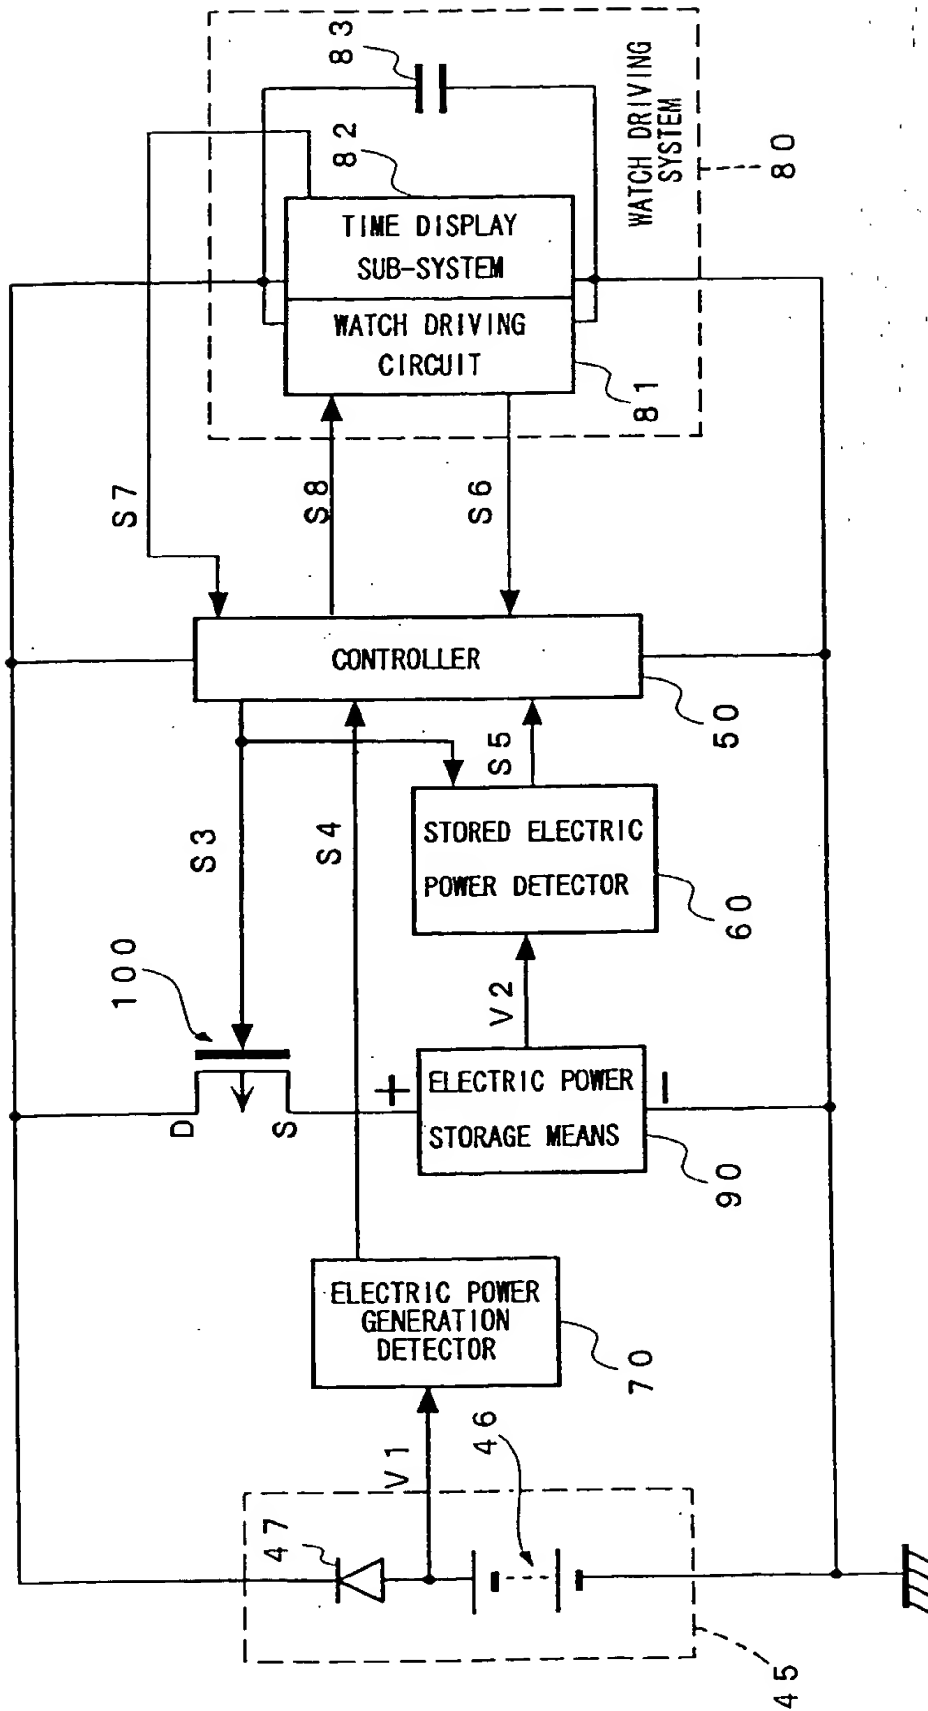 83
82
TIME DISPLAY
SUB-SYSTEM
WATCH DRIVING
CIRCUIT
81
WATCH DRIVING
SYSTEM
80
S7
S8
S6
CONTROLLER
50
S3
S4
S5
STORED ELECTRIC
POWER DETECTOR
60
100
D
S
V2
+
ELECTRIC POWER
STORAGE MEANS
−
90
ELECTRIC POWER
GENERATION
DETECTOR
70
V1
46
47
45